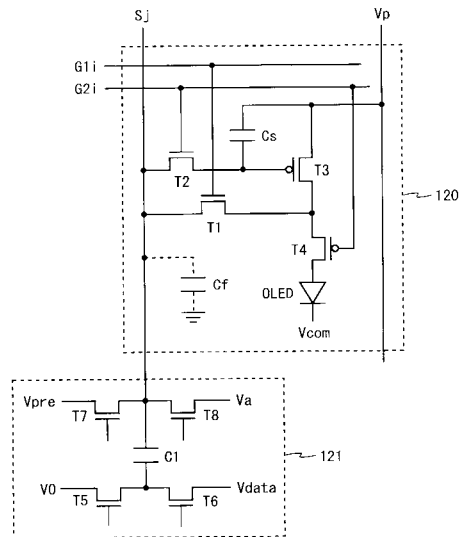 Sj Vp
G1i
G2i
Cs
T2 T3
T1
120
T4
Cf OLED
Vcom
Vpre T7 T8 Va
C1 121
V0 T5 T6 Vdata